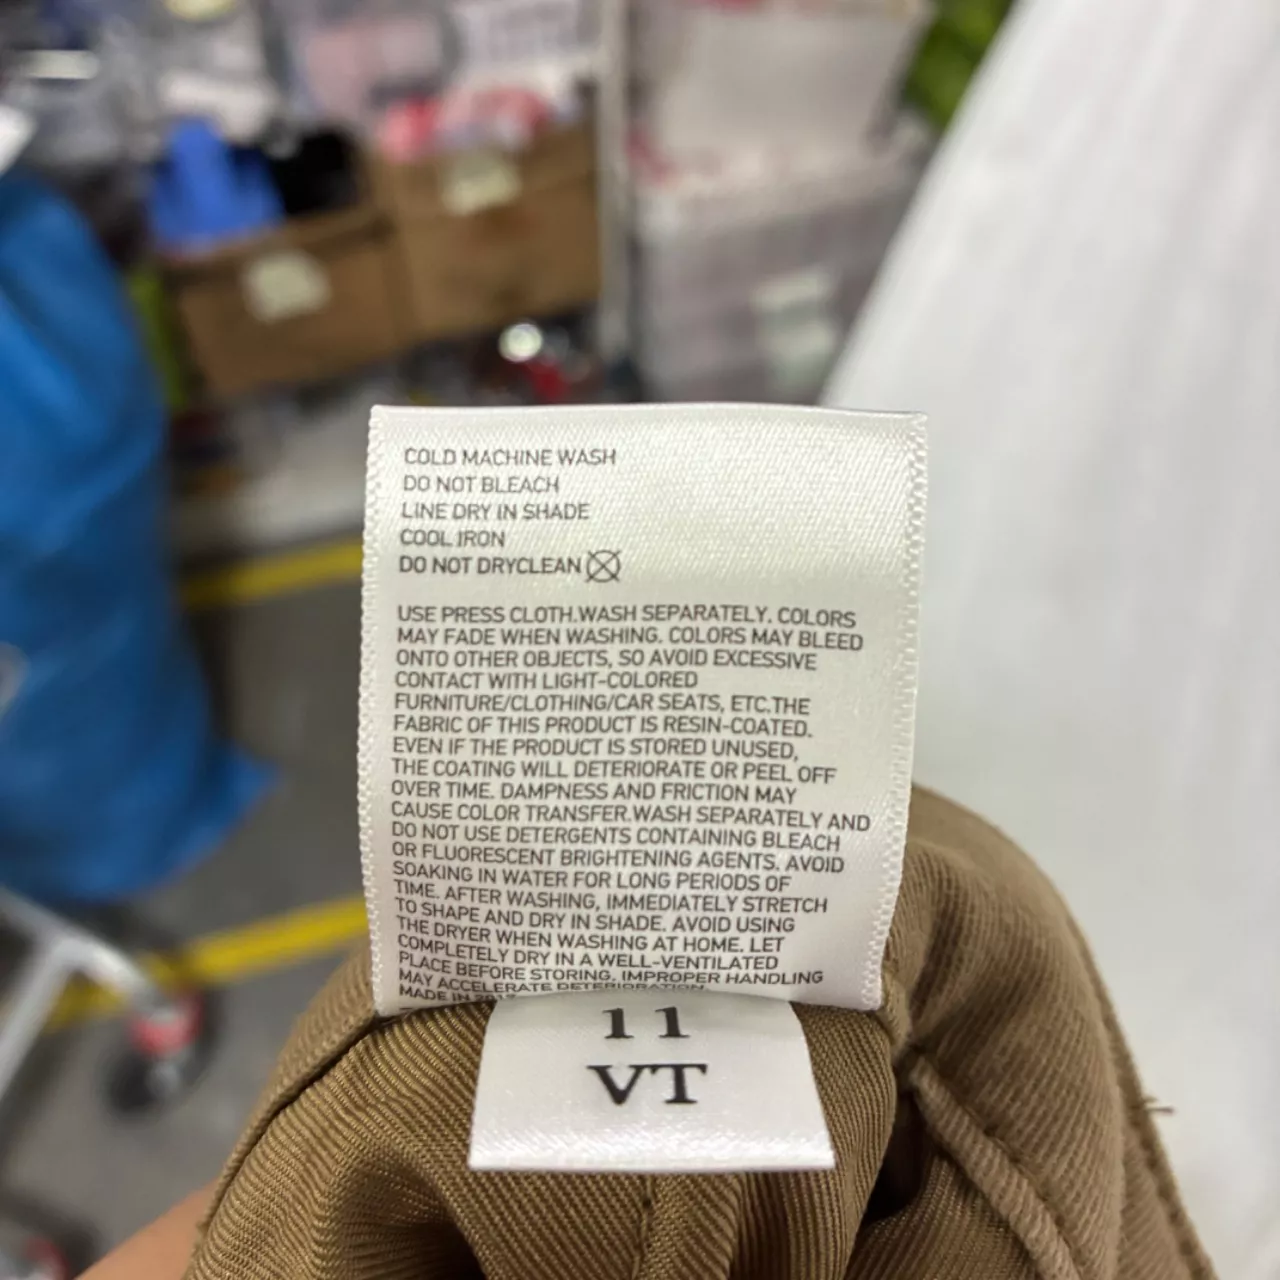 COLD MACHINE WASH
DO NOT BLEACH
LINE DRY IN SHADE
COOL IRON
DO NOT DRYCLEAN
USE PRESS CLOTH.WASH SEPARATELY. COLORS
MAY FADE WHEN WASHING. COLORS MAY BLEED
ONTO OTHER OBJECTS, SO AVOID EXCESSIVE
CONTACT WITH LIGHT-COLORED
FURNITURE/CLOTHING/CAR SEATS, ETC.THE
FABRIC OF THIS PRODUCT IS RESIN-COATED.
EVEN IF THE PRODUCT IS STORED UNUSED,
THE COATING WILL DETERIORATE OR PEEL OFF
OVER TIME. DAMPNESS AND FRICTION MAY
CAUSE COLOR TRANSFER.WASH SEPARATELY AND
DO NOT USE DETERGENTS CONTAINING BLEACH
OR FLUORESCENT BRIGHTENING AGENTS. AVOID
SOAKING IN WATER FOR LONG PERIODS OF
TIME. AFTER WASHING, IMMEDIATELY STRETCH
TO SHAPE AND DRY IN SHADE. AVOID USING
THE DRYER WHEN WASHING AT HOME. LET
COMPLETELY DRY IN A WELL-VENTILATED
PLACE BEFORE STORING. IMPROPER HANDLING
MAY ACCELERATE DETERIORATION.
MADE IN
11
VT